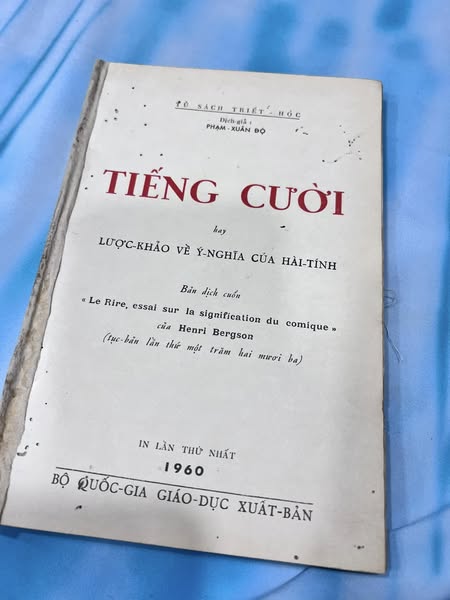 TỦ SÁCH TRIẾT-HỌC
Dịch-giả :
PHẠM-XUÂN ĐỘ
TIẾNG CƯỜI
hay
LƯỢC-KHẢO VỀ Ý-NGHĨA CỦA HÀI-TÍNH
Bản dịch cuốn
« Le Rire, essai sur la signification du comique »
của Henri Bergson
(tục-bản lần thứ một trăm hai mươi ba)
IN LẦN THỨ NHẤT
1960
BỘ QUỐC-GIA GIÁO-DỤC XUẤT-BẢN